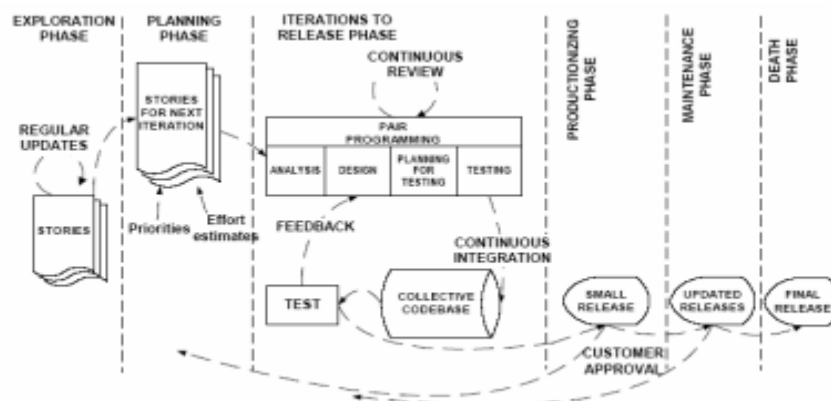 EXPLORATION
PHASE
PLANNING
PHASE
ITERATIONS TO
RELEASE PHASE
PRODUCTIONIZING
PHASE
MAINTENANCE
PHASE
DEATH
PHASE
REGULAR
UPDATES
STORIES
STORIES
FOR NEXT
ITERATION
Priorities
Effort
estimates
CONTINUOUS
REVIEW
PAIR
PROGRAMMING
ANALYSIS
DESIGN
PLANNING
FOR
TESTING
TESTING
FEEDBACK
CONTINUOUS
INTEGRATION
TEST
COLLECTIVE
CODEBASE
SMALL
RELEASE
UPDATED
RELEASES
FINAL
RELEASE
CUSTOMER
APPROVAL